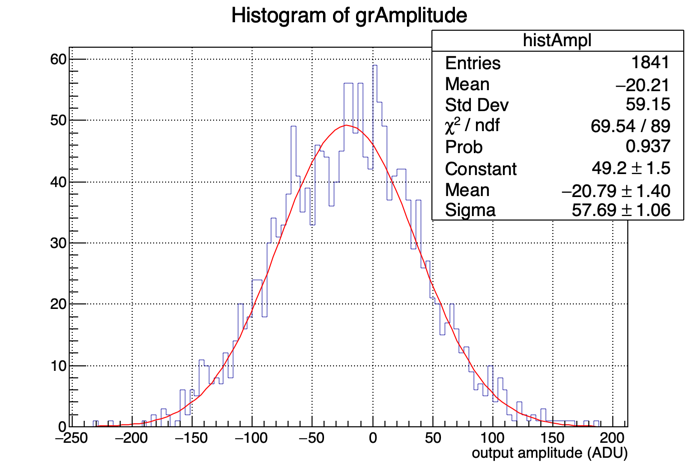 Histogram of grAmplitude
histAmpl
Entries 1841
Mean −20.21
Std Dev 59.15
χ² / ndf 69.54 / 89
Prob 0.937
Constant 49.2 ± 1.5
Mean −20.79 ± 1.40
Sigma 57.69 ± 1.06
60
50
40
30
20
10
0
−250 −200 −150 −100 −50 0 50 100 150 200
output amplitude (ADU)